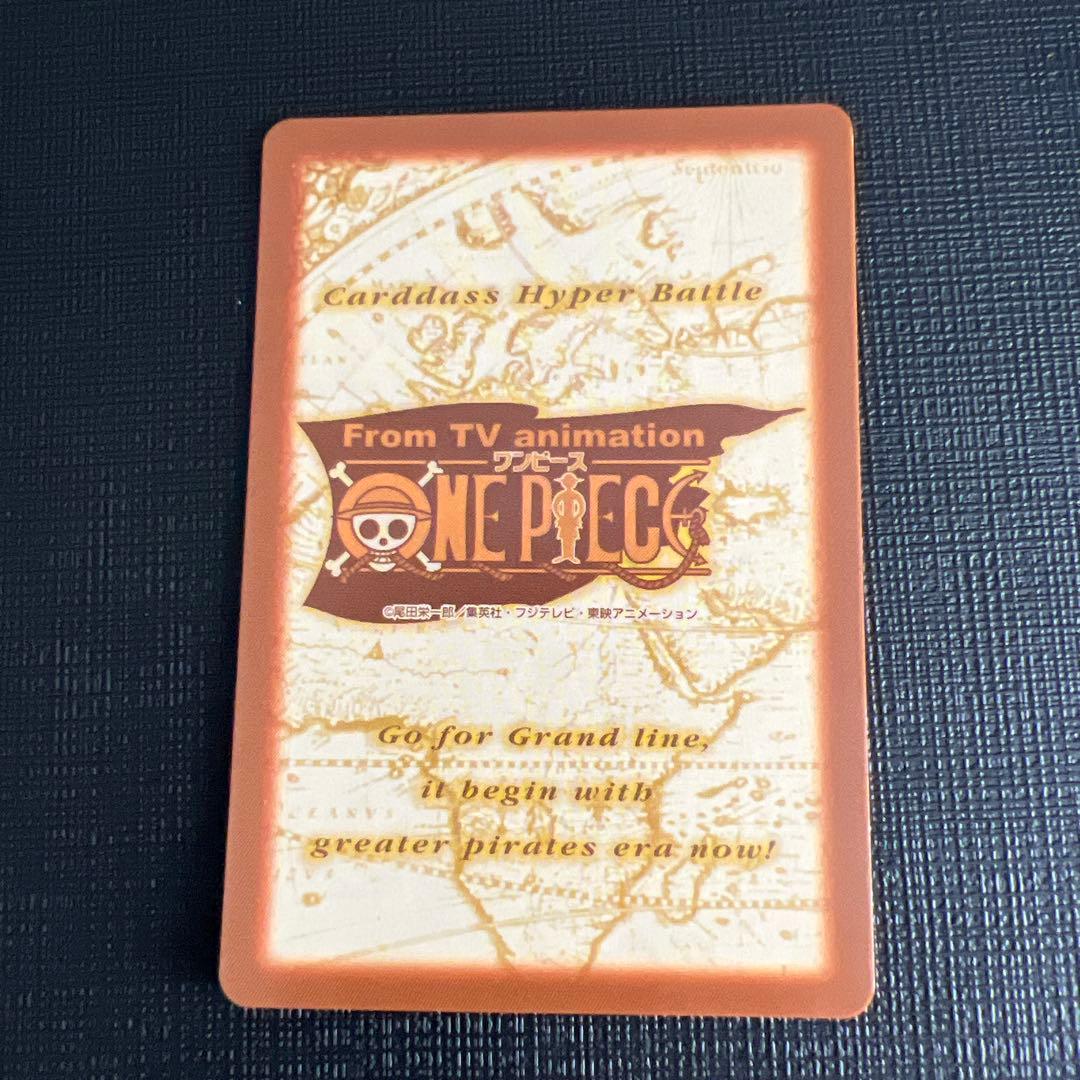 Septentrio
Carddass Hyper Battle
From TV animation
ワンピース
ONE PIECE
©尾田栄一郎／集英社・フジテレビ・東映アニメーション
Go for Grand line,
it begin with
greater pirates era now!